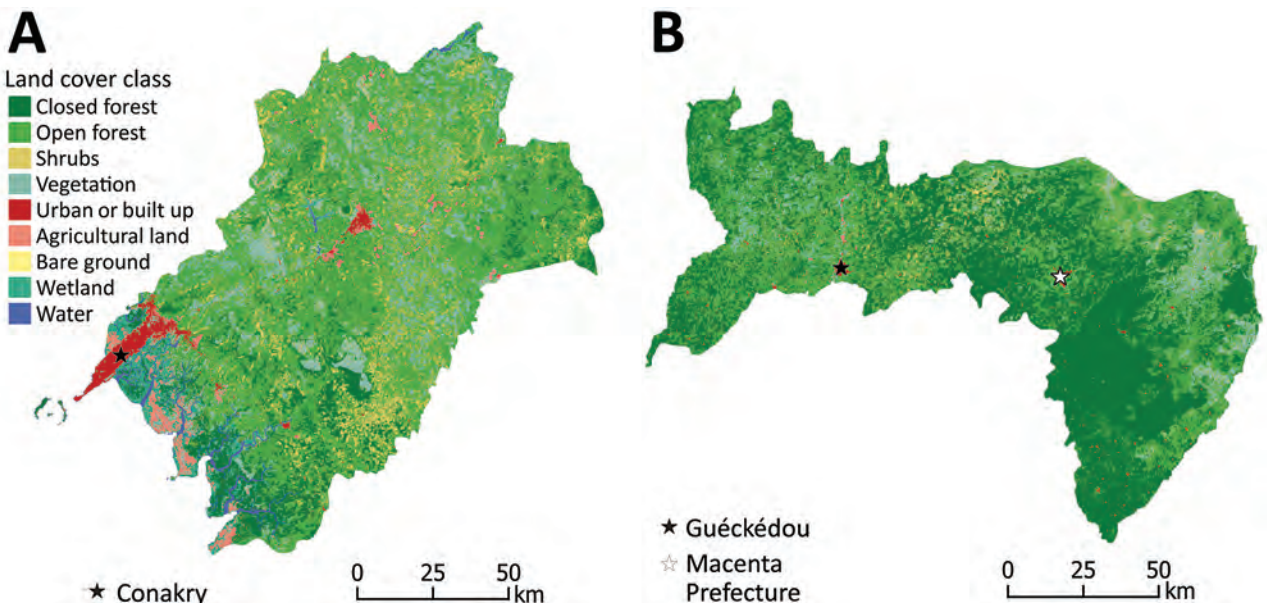 A
Land cover class
Closed forest
Open forest
Shrubs
Vegetation
Urban or built up
Agricultural land
Bare ground
Wetland
Water
Conakry
0 25 50
km
B
Guéckédou
Macenta
Prefecture
0 25 50
km